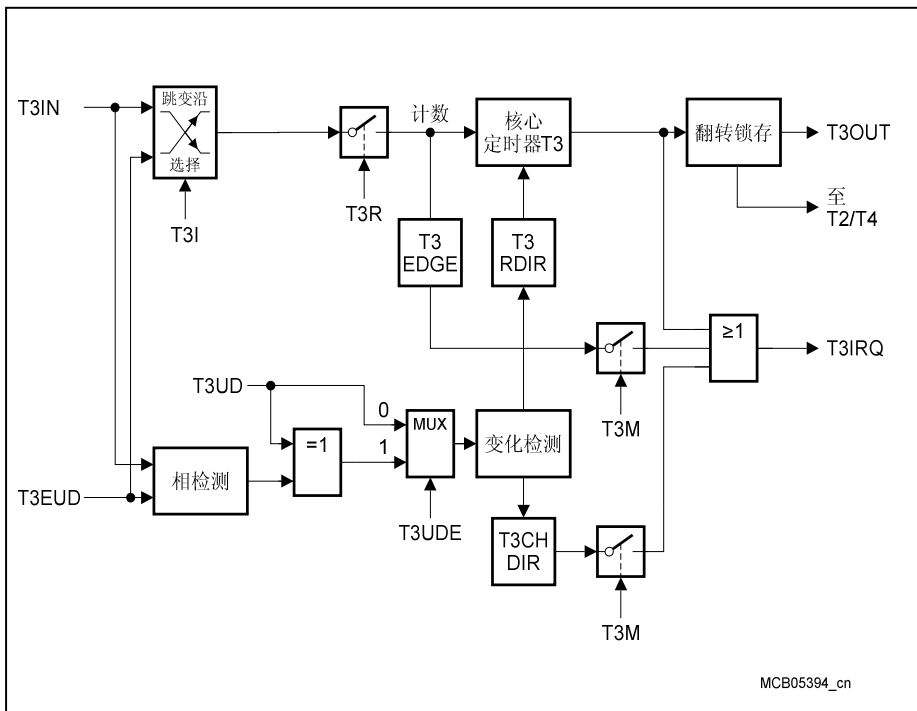 T3IN
跳变沿
选择
T3I
T3R
计数
核心
定时器T3
翻转锁存
T3OUT
至
T2/T4
T3
EDGE
T3
RDIR
≥1
T3IRQ
T3M
T3UD
0
1
MUX
=1
变化检测
相检测
T3EUD
T3UDE
T3CH
DIR
T3M
MCB05394_cn